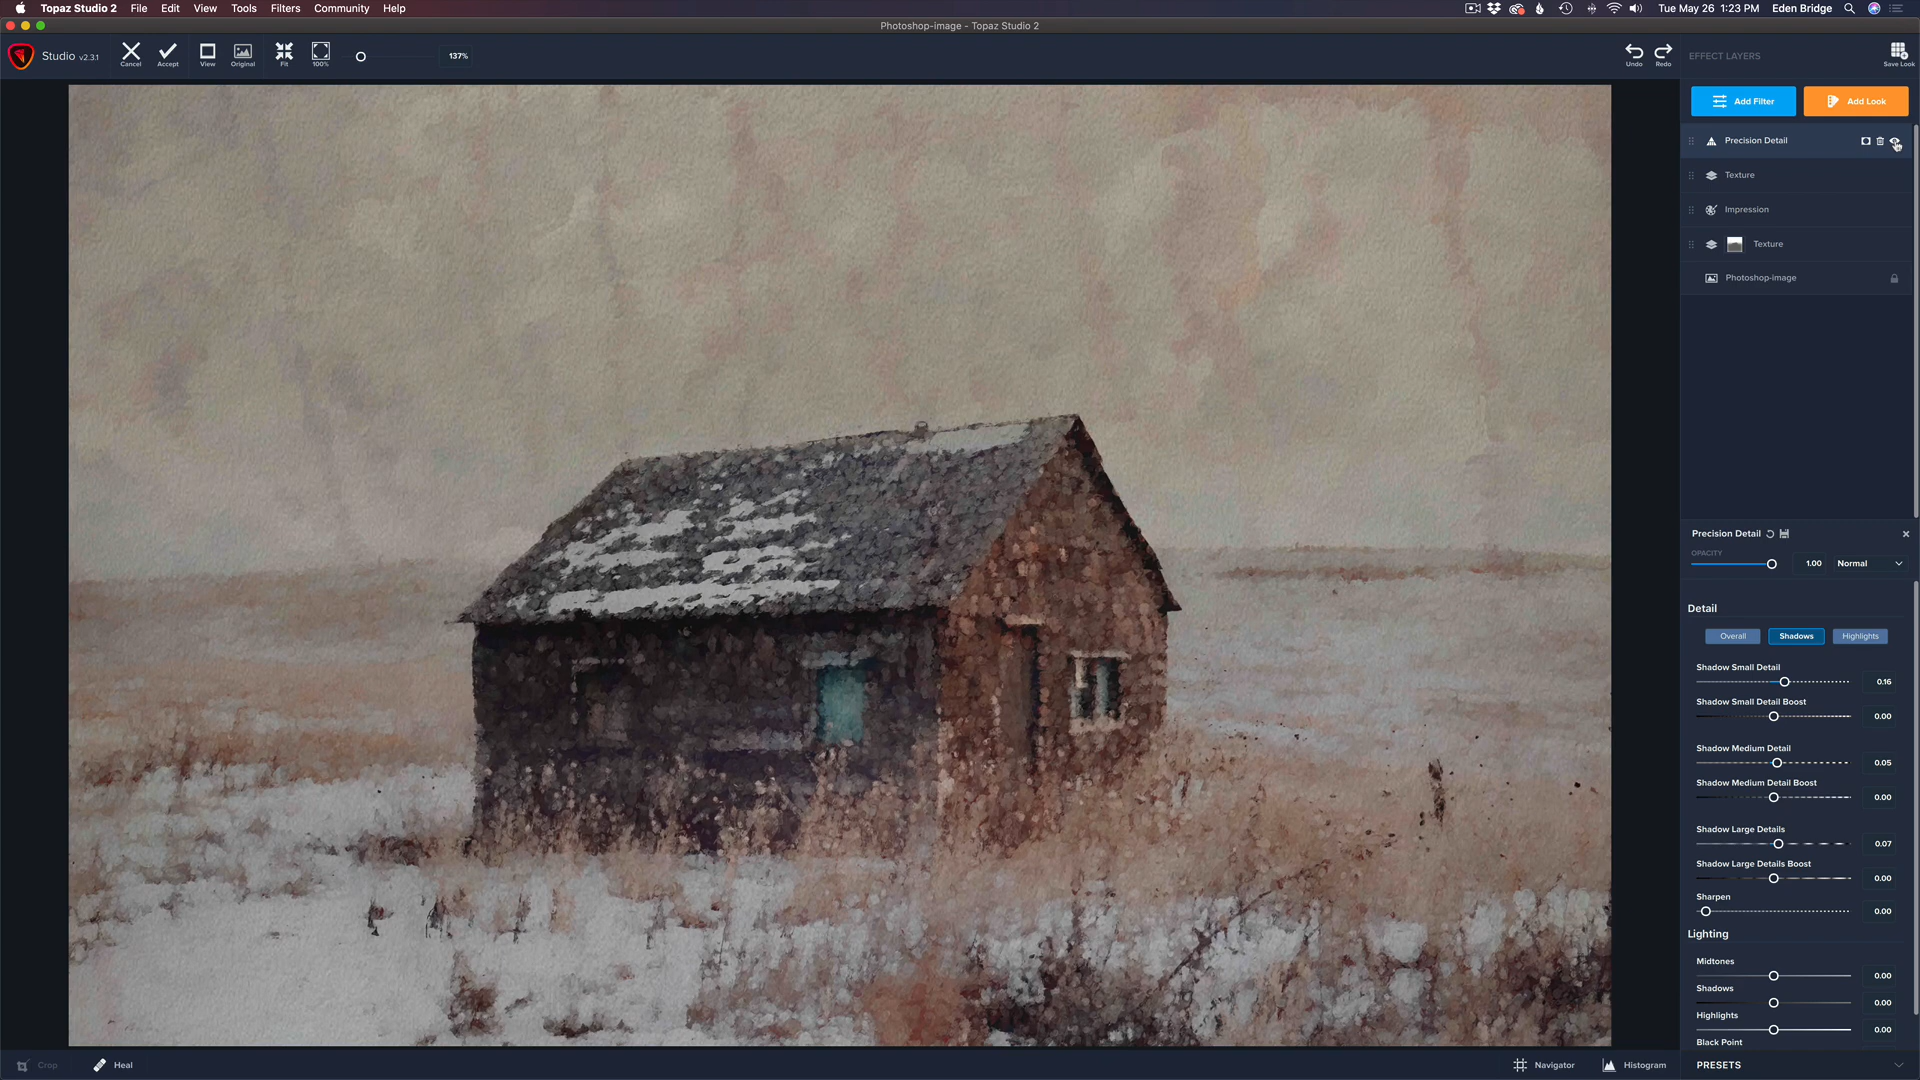 Topaz Studio 2 File Edit View Tools Filters Community Help
Tue May 26 1:23 PM Eden Bridge
Photoshop-image - Topaz Studio 2
Studio v2.3.1
Cancel Accept View Original Fit 100%
137%
Undo Redo
EFFECT LAYERS
Save Look
Add Filter
Add Look
Precision Detail
Texture
Impression
Texture
Photoshop-image
Precision Detail
OPACITY
1.00 Normal
Detail
Overall Shadows Highlights
Shadow Small Detail
0.16
Shadow Small Detail Boost
0.00
Shadow Medium Detail
0.05
Shadow Medium Detail Boost
0.00
Shadow Large Details
0.07
Shadow Large Details Boost
0.00
Sharpen
0.00
Lighting
Midtones
0.00
Shadows
0.00
Highlights
0.00
Black Point
Crop Heal
Navigator Histogram
PRESETS